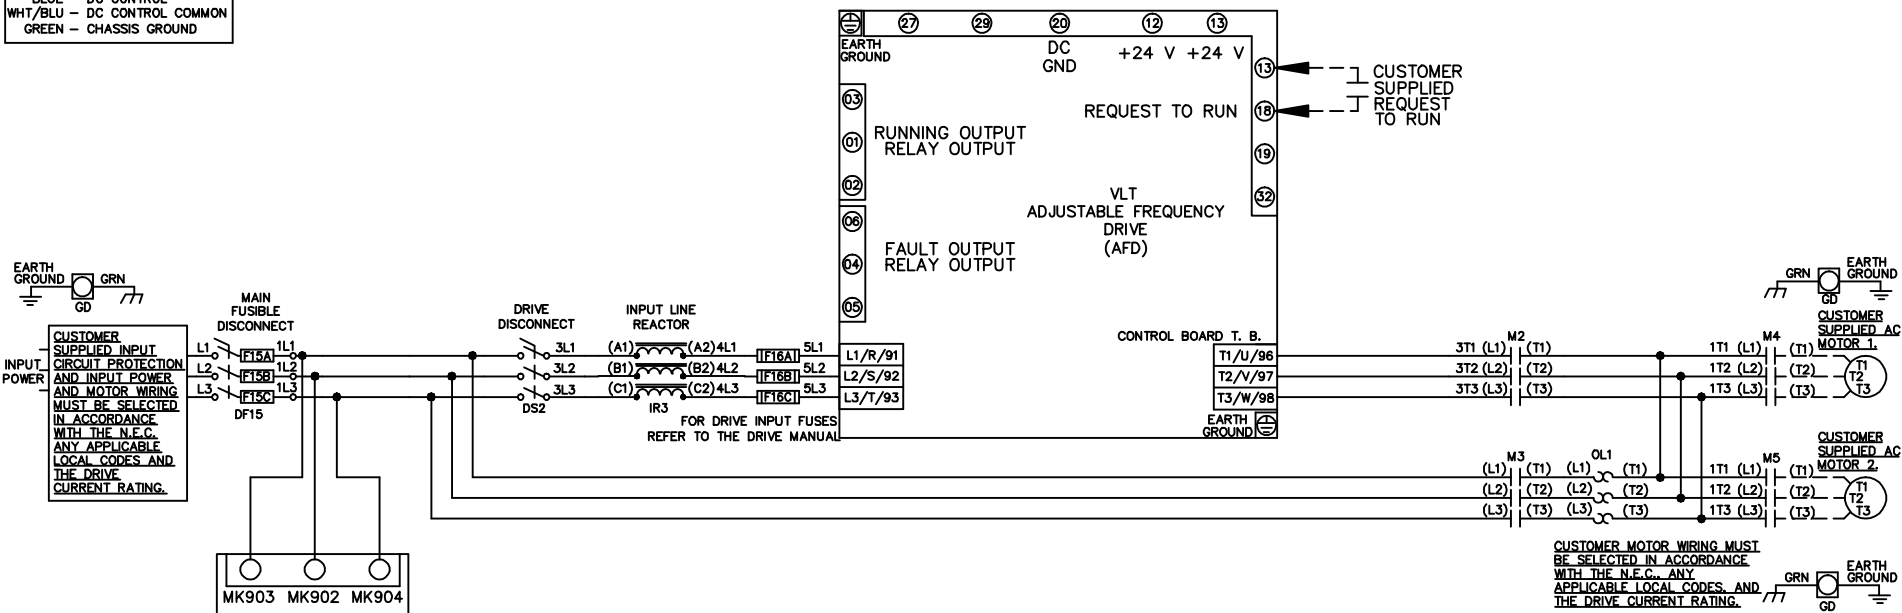 WHT/BLU – DC CONTROL COMMON
GREEN – CHASSIS GROUND
27
29
20
12
13
EARTH
GROUND
DC
GND
+24 V
+24 V
13
18
19
32
CUSTOMER
SUPPLIED
REQUEST
TO RUN
REQUEST TO RUN
03
01
02
RUNNING OUTPUT
RELAY OUTPUT
06
04
05
FAULT OUTPUT
RELAY OUTPUT
VLT
ADJUSTABLE FREQUENCY
DRIVE
(AFD)
EARTH
GROUND
GRN
GD
INPUT
POWER
CUSTOMER
SUPPLIED INPUT
CIRCUIT PROTECTION
AND INPUT POWER
AND MOTOR WIRING
MUST BE SELECTED
IN ACCORDANCE
WITH THE N.E.C.
ANY APPLICABLE
LOCAL CODES AND
THE DRIVE
CURRENT RATING.
MAIN
FUSIBLE
DISCONNECT
L1 F15A 1L1
L2 F15B 1L2
L3 F15C 1L3
DF15
DRIVE
DISCONNECT
3L1
3L2
3L3
DS2
INPUT LINE
REACTOR
(A1) (A2) 4L1
(B1) (B2) 4L2
(C1) (C2) 4L3
IR3
F16A 5L1
F16B 5L2
F16C 5L3
FOR DRIVE INPUT FUSES
REFER TO THE DRIVE MANUAL
L1/R/91
L2/S/92
L3/T/93
CONTROL BOARD T. B.
T1/U/96
T2/V/97
T3/W/98
EARTH
GROUND
M2
3T1 (L1) (T1)
3T2 (L2) (T2)
3T3 (L3) (T3)
M4
1T1 (L1) (T1)
1T2 (L2) (T2)
1T3 (L3) (T3)
GRN
GD
EARTH
GROUND
CUSTOMER
SUPPLIED AC
MOTOR 1.
T1
T2
T3
M3
(L1) (T1)
(L2) (T2)
(L3) (T3)
OL1
(L1) (T1)
(L2) (T2)
(L3) (T3)
M5
1T1 (L1) (T1)
1T2 (L2) (T2)
1T3 (L3) (T3)
CUSTOMER
SUPPLIED AC
MOTOR 2.
T1
T2
T3
MK903 MK902 MK904
CUSTOMER MOTOR WIRING MUST
BE SELECTED IN ACCORDANCE
WITH THE N.E.C.. ANY
APPLICABLE LOCAL CODES. AND
THE DRIVE CURRENT RATING.
GRN
GD
EARTH
GROUND